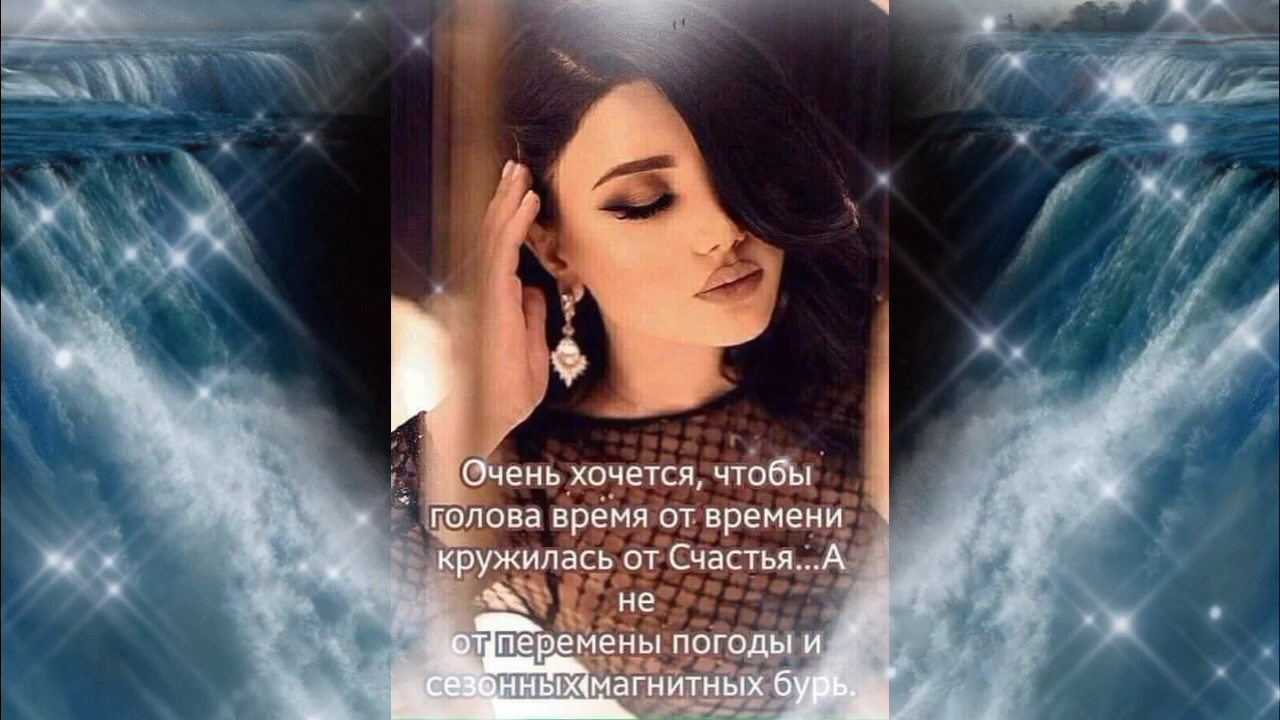 Очень хочется, чтобы
голова время от времени
кружилась от Счастья...А
не
от перемены погоды и
сезонных магнитных бурь.